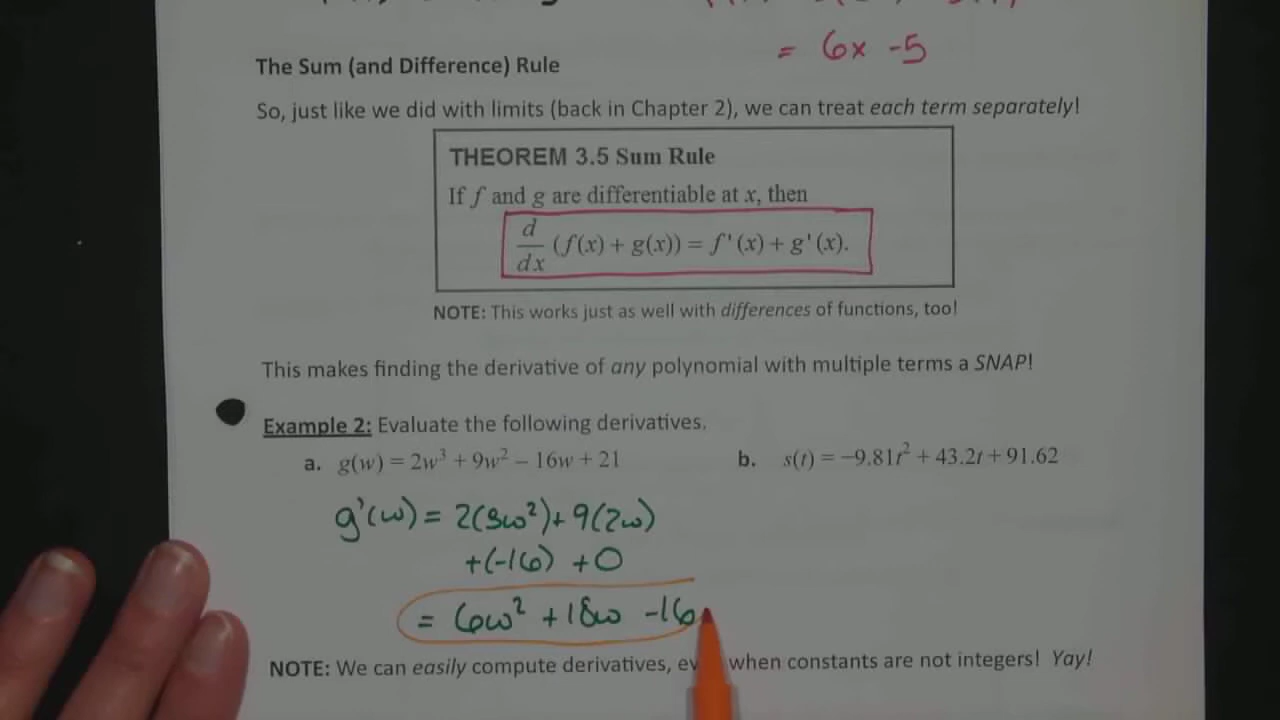 = 6x -5
The Sum (and Difference) Rule
So, just like we did with limits (back in Chapter 2), we can treat each term separately!
THEOREM 3.5 Sum Rule
If f and g are differentiable at x, then
d/dx (f(x) + g(x)) = f'(x) + g'(x).
NOTE: This works just as well with differences of functions, too!
This makes finding the derivative of any polynomial with multiple terms a SNAP!
Example 2: Evaluate the following derivatives.
a. g(w) = 2w³ + 9w² – 16w + 21
b. s(t) = –9.81t² + 43.2t + 91.62
g'(w) = 2(3w²) + 9(2w)
+(-16) + 0
= 6w² + 18w - 16
NOTE: We can easily compute derivatives, when constants are not integers! Yay!